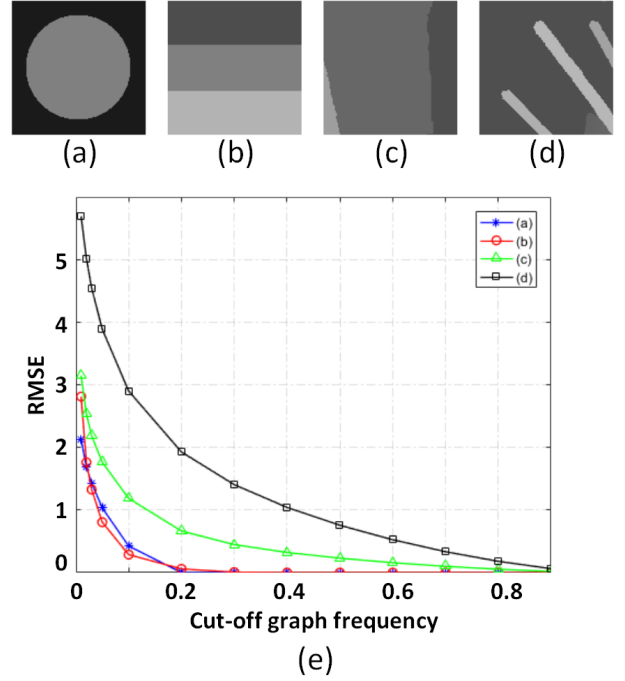 (a) (b) (c) (d)
(a)
(b)
(c)
(d)
5
4
3
2
1
0
RMSE
0 0.2 0.4 0.6 0.8
Cut-off graph frequency
(e)